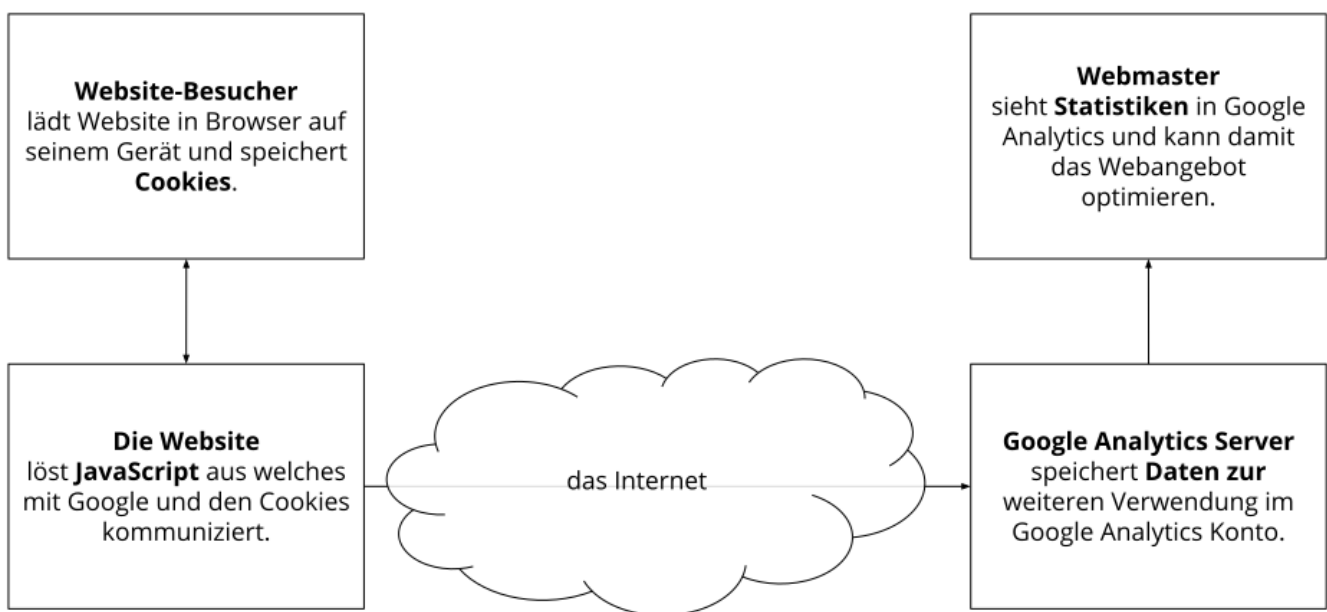 Website-Besucher
lädt Website in Browser auf
seinem Gerät und speichert
Cookies.
Webmaster
sieht Statistiken in Google
Analytics und kann damit
das Webangebot
optimieren.
Die Website
löst JavaScript aus welches
mit Google und den Cookies
kommuniziert.
das Internet
Google Analytics Server
speichert Daten zur
weiteren Verwendung im
Google Analytics Konto.